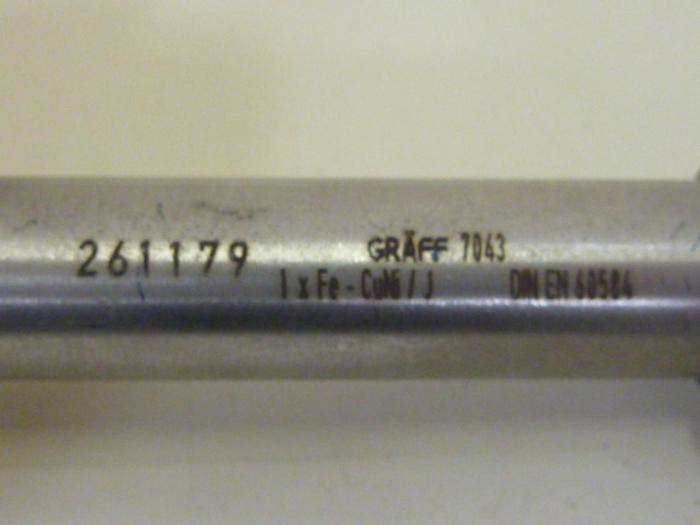 261179 GRÄFF 7043
1 x Fe - CuNi / J DIN EN 60584